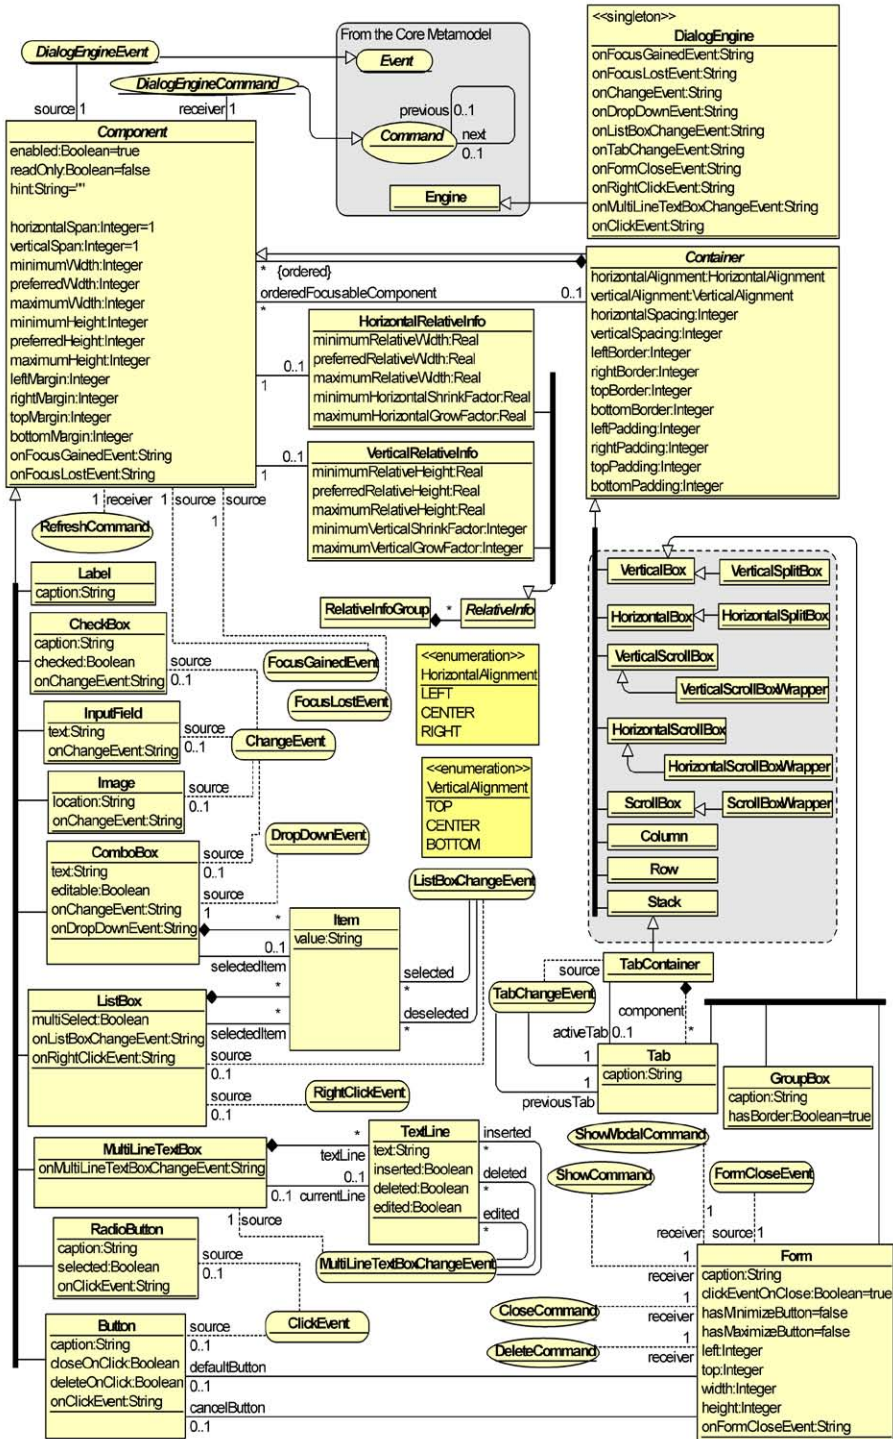 DialogEngineEvent
source 1
DialogEngineCommand
receiver 1
From the Core Metamodel
Event
previous 0..1
Command
next
0..1
Engine
<<singleton>>
DialogEngine
onFocusGainedEvent:String
onFocusLostEvent:String
onChangeEvent:String
onDropDownEvent:String
onListBoxChangeEvent:String
onTabChangeEvent:String
onFormCloseEvent:String
onRightClickEvent:String
onMultiLineTextBoxChangeEvent:String
onClickEvent:String
Component
enabled:Boolean=true
readOnly:Boolean=false
hint:String=""
horizontalSpan:Integer=1
verticalSpan:Integer=1
minimumWidth:Integer
preferredWidth:Integer
maximumWidth:Integer
minimumHeight:Integer
preferredHeight:Integer
maximumHeight:Integer
leftMargin:Integer
rightMargin:Integer
topMargin:Integer
bottomMargin:Integer
onFocusGainedEvent:String
onFocusLostEvent:String
* {ordered}
orderedFocusableComponent
*
0..1
Container
horizontalAlignment:HorizontalAlignment
verticalAlignment:VerticalAlignment
horizontalSpacing:Integer
verticalSpacing:Integer
leftBorder:Integer
rightBorder:Integer
topBorder:Integer
bottomBorder:Integer
leftPadding:Integer
rightPadding:Integer
topPadding:Integer
bottomPadding:Integer
0..1
1
HorizontalRelativeInfo
minimumRelativeWidth:Real
preferredRelativeWidth:Real
maximumRelativeWidth:Real
minimumHorizontalShrinkFactor:Real
maximumHorizontalGrowFactor:Real
0..1
1
VerticalRelativeInfo
minimumRelativeHeight:Real
preferredRelativeHeight:Real
maximumRelativeHeight:Real
minimumVerticalShrinkFactor:Integer
maximumVerticalGrowFactor:Integer
1 receiver
1 source
source
1
RefreshCommand
RelativeInfoGroup
*
RelativeInfo
VerticalBox
VerticalSplitBox
HorizontalBox
HorizontalSplitBox
VerticalScrollBox
VerticalScrollBoxWrapper
HorizontalScrollBox
HorizontalScrollBoxWrapper
ScrollBox
ScrollBoxWrapper
Column
Row
Stack
Label
caption:String
CheckBox
caption:String
checked:Boolean
onChangeEvent:String
source
0..1
FocusGainedEvent
FocusLostEvent
<<enumeration>>
HorizontalAlignment
LEFT
CENTER
RIGHT
InputField
text:String
onChangeEvent:String
source
0..1
ChangeEvent
<<enumeration>>
VerticalAlignment
TOP
CENTER
BOTTOM
Image
location:String
onChangeEvent:String
source
0..1
DropDownEvent
ComboBox
text:String
editable:Boolean
onChangeEvent:String
onDropDownEvent:String
source
0..1
source
1
*
0..1
selectedItem
Item
value:String
ListBoxChangeEvent
selected
*
deselected
*
ListBox
multiSelect:Boolean
onListBoxChangeEvent:String
onRightClickEvent:String
*
*
selectedItem
source
0..1
source
0..1
RightClickEvent
TabContainer
source
TabChangeEvent
component
*
activeTab 0..1
1
1
previousTab
Tab
caption:String
GroupBox
caption:String
hasBorder:Boolean=true
MultiLineTextBox
onMultiLineTextBoxChangeEvent:String
*
textLine
0..1
0..1 currentLine
TextLine
text:String
inserted:Boolean
deleted:Boolean
edited:Boolean
inserted
*
deleted
*
edited
*
1 source
MultiLineTextBoxChangeEvent
ShowModalCommand
ShowCommand
FormCloseEvent
1
receiver
source 1
1
receiver
RadioButton
caption:String
selected:Boolean
onClickEvent:String
source
0..1
ClickEvent
Button
caption:String
closeOnClick:Boolean
deleteOnClick:Boolean
onClickEvent:String
source
0..1
defaultButton
0..1
cancelButton
0..1
CloseCommand
1
receiver
DeleteCommand
1
receiver
Form
caption:String
clickEventOnClose:Boolean=true
hasMinimizeButton=false
hasMaximizeButton=false
left:Integer
top:Integer
width:Integer
height:Integer
onFormCloseEvent:String